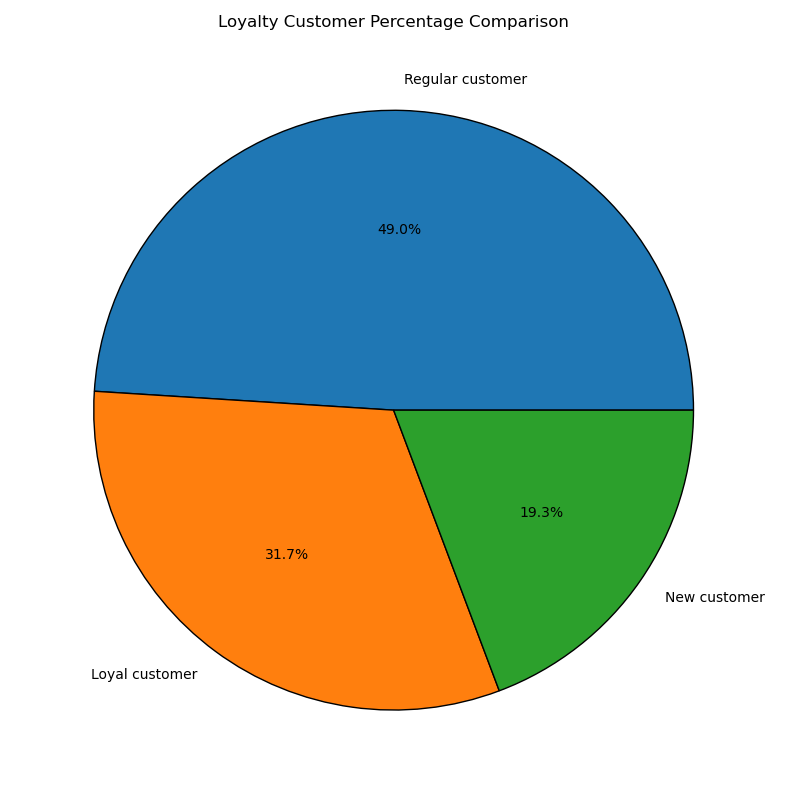 Loyalty Customer Percentage Comparison
Regular customer
49.0%
19.3%
31.7%
New customer
Loyal customer